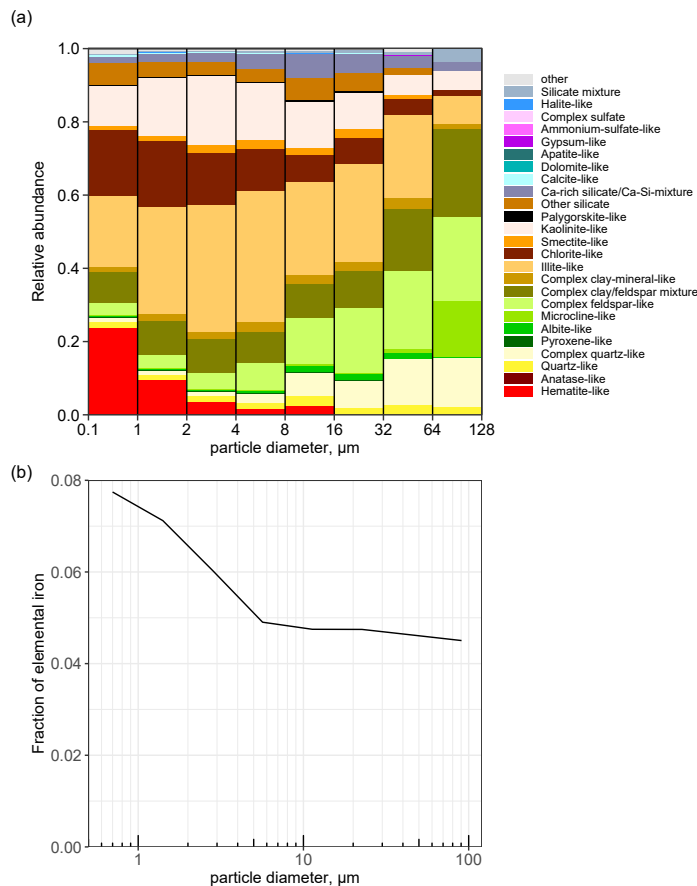 (a)
1.0
0.8
0.6
0.4
0.2
0.0
Relative abundance
0.1 1 2 4 8 16 32 64 128
particle diameter, µm
other
Silicate mixture
Halite-like
Complex sulfate
Ammonium-sulfate-like
Gypsum-like
Apatite-like
Dolomite-like
Calcite-like
Ca-rich silicate/Ca-Si-mixture
Other silicate
Palygorskite-like
Kaolinite-like
Smectite-like
Chlorite-like
Illite-like
Complex clay-mineral-like
Complex clay/feldspar mixture
Complex feldspar-like
Microcline-like
Albite-like
Pyroxene-like
Complex quartz-like
Quartz-like
Anatase-like
Hematite-like
(b)
0.08
0.06
0.04
0.02
0.00
Fraction of elemental iron
1 10 100
particle diameter, µm